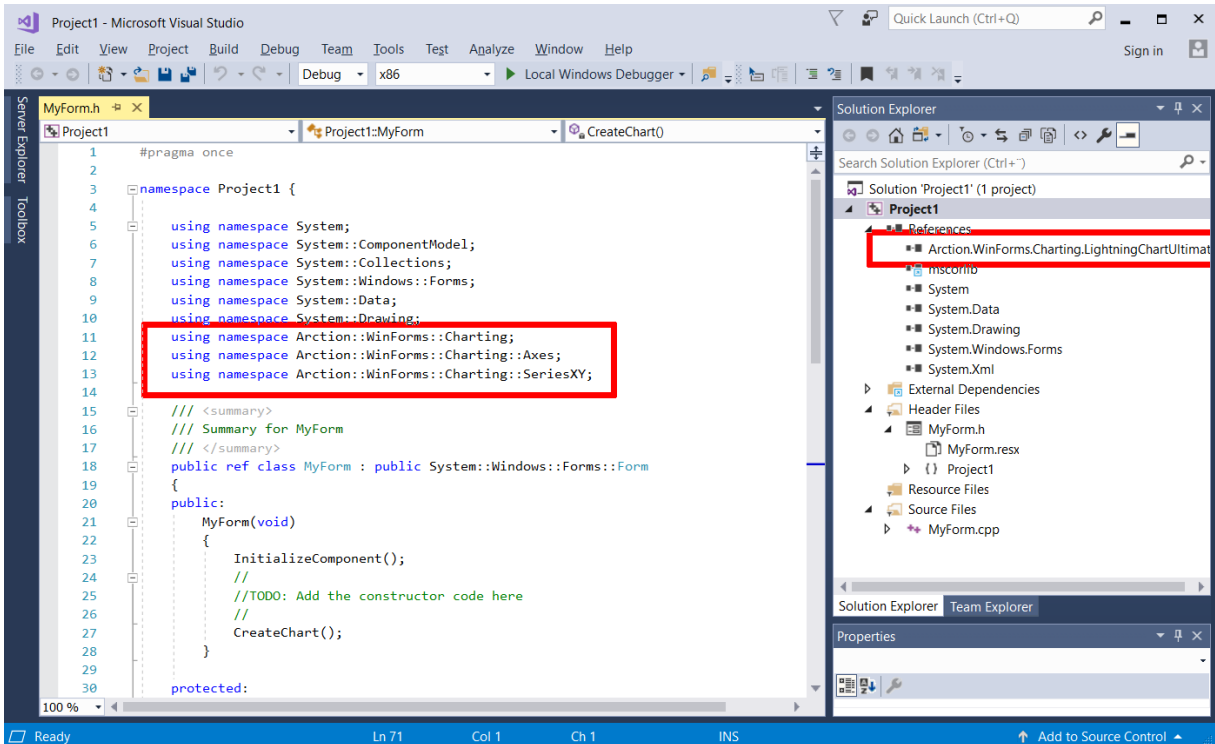 Project1 - Microsoft Visual Studio
Quick Launch (Ctrl+Q)
File Edit View Project Build Debug Team Tools Test Analyze Window Help
Sign in
Debug x86 Local Windows Debugger
Server Explorer
Toolbox
MyForm.h
Project1 Project1::MyForm CreateChart()
1 #pragma once
2
3 namespace Project1 {
4
5 using namespace System;
6 using namespace System::ComponentModel;
7 using namespace System::Collections;
8 using namespace System::Windows::Forms;
9 using namespace System::Data;
10 using namespace System::Drawing;
11 using namespace Arction::WinForms::Charting;
12 using namespace Arction::WinForms::Charting::Axes;
13 using namespace Arction::WinForms::Charting::SeriesXY;
14
15 /// <summary>
16 /// Summary for MyForm
17 /// </summary>
18 public ref class MyForm : public System::Windows::Forms::Form
19 {
20 public:
21 MyForm(void)
22 {
23 InitializeComponent();
24 //
25 //TODO: Add the constructor code here
26 //
27 CreateChart();
28 }
29
30 protected:
100 %
Solution Explorer
Search Solution Explorer (Ctrl+¨)
Solution 'Project1' (1 project)
Project1
References
Arction.WinForms.Charting.LightningChartUltimat
mscorlib
System
System.Data
System.Drawing
System.Windows.Forms
System.Xml
External Dependencies
Header Files
MyForm.h
MyForm.resx
{ } Project1
Resource Files
Source Files
MyForm.cpp
Solution Explorer Team Explorer
Properties
Ready Ln 71 Col 1 Ch 1 INS Add to Source Control